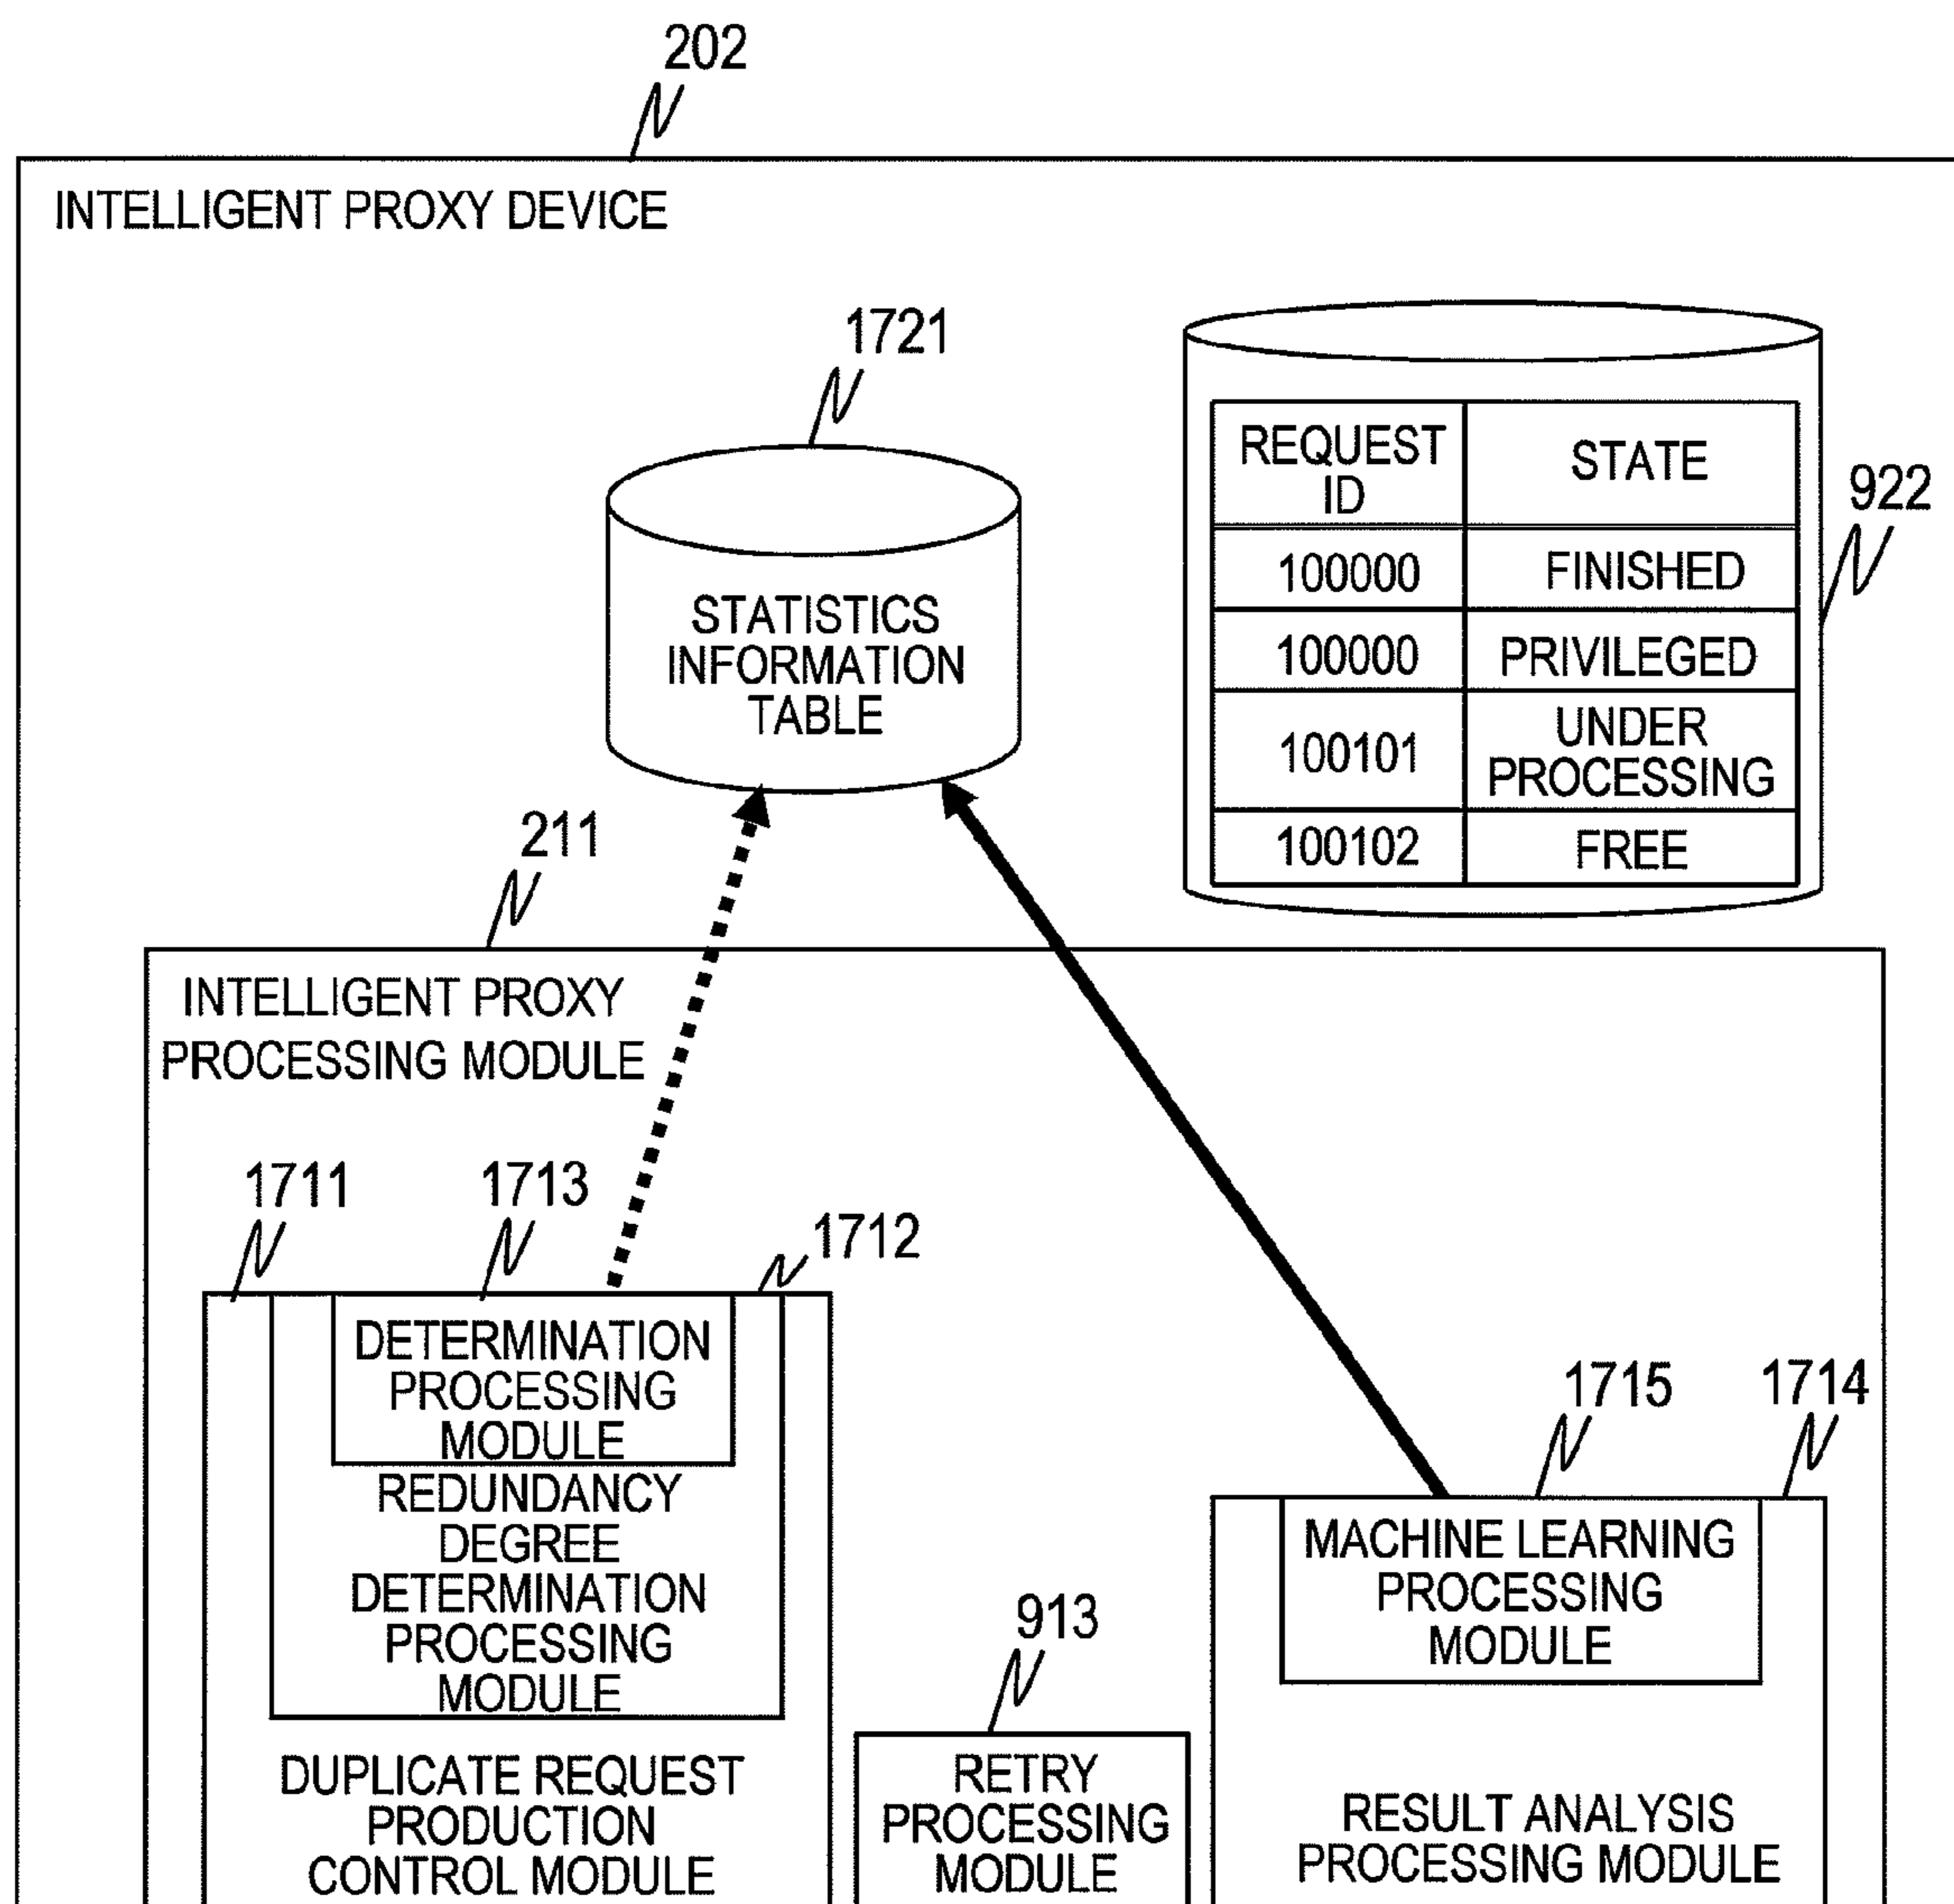 202
INTELLIGENT PROXY DEVICE
1721
STATISTICS
INFORMATION
TABLE
REQUEST
ID
STATE
922
100000
FINISHED
100000
PRIVILEGED
100101
UNDER
PROCESSING
100102
FREE
211
INTELLIGENT PROXY
PROCESSING MODULE
1711
1713
1712
DETERMINATION
PROCESSING
MODULE
REDUNDANCY
DEGREE
DETERMINATION
PROCESSING
MODULE
DUPLICATE REQUEST
PRODUCTION
CONTROL MODULE
913
RETRY
PROCESSING
MODULE
1715
1714
MACHINE LEARNING
PROCESSING
MODULE
RESULT ANALYSIS
PROCESSING MODULE